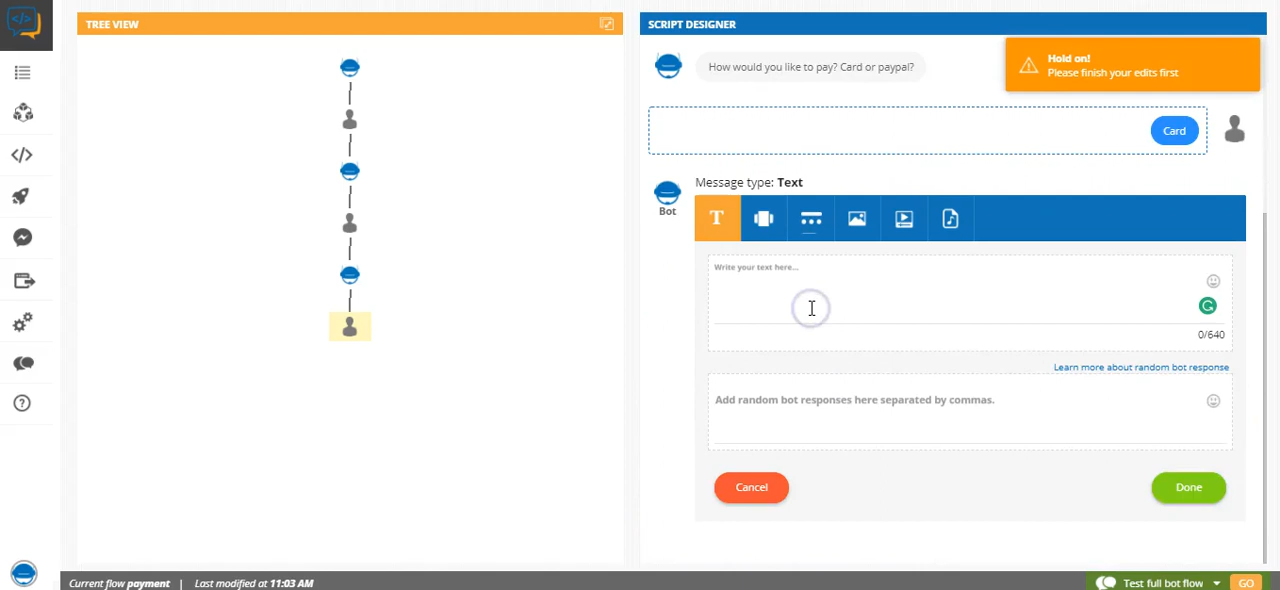 TREE VIEW
SCRIPT DESIGNER
How would you like to pay? Card or paypal?
Hold on!
Please finish your edits first
Card
Message type: Text
Bot
T
Write your text here...
0/640
Learn more about random bot response
Add random bot responses here separated by commas.
Cancel
Done
Current flow payment | Last modified at 11:03 AM
Test full bot flow
GO